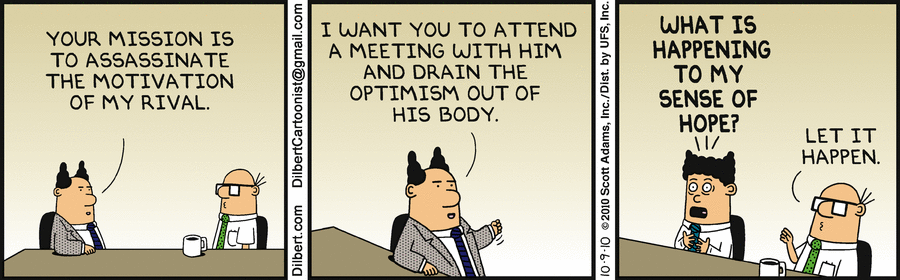 YOUR MISSION IS
TO ASSASSINATE
THE MOTIVATION
OF MY RIVAL.
Dilbert.com DilbertCartoonist@gmail.com
I WANT YOU TO ATTEND
A MEETING WITH HIM
AND DRAIN THE
OPTIMISM OUT OF
HIS BODY.
10-9-10 ©2010 Scott Adams, Inc./Dist. by UFS, Inc.
WHAT IS
HAPPENING
TO MY
SENSE OF
HOPE?
LET IT
HAPPEN.